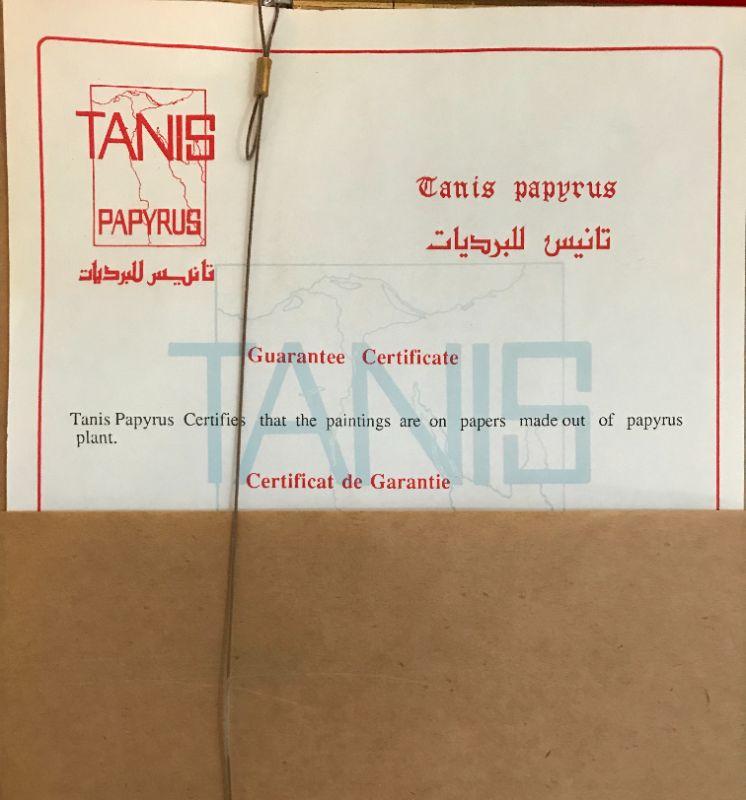 TANIS
PAPYRUS
تانيس للبرديات
Tanis papyrus
تانيس للبرديات
TANIS
Guarantee Certificate
Tanis Papyrus Certifies that the paintings are on papers made out of papyrus
plant.
Certificat de Garantie